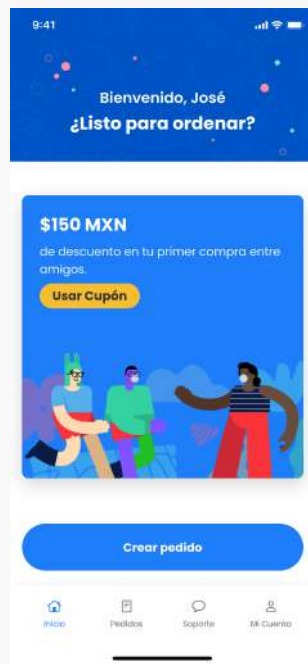 9:41
Bienvenido, José
¿Listo para ordenar?
$150 MXN
de descuento en tu primer compra entre
amigos.
Usar Cupón
Crear pedido
Inicio
Pedidos
Soporte
Mi Cuenta